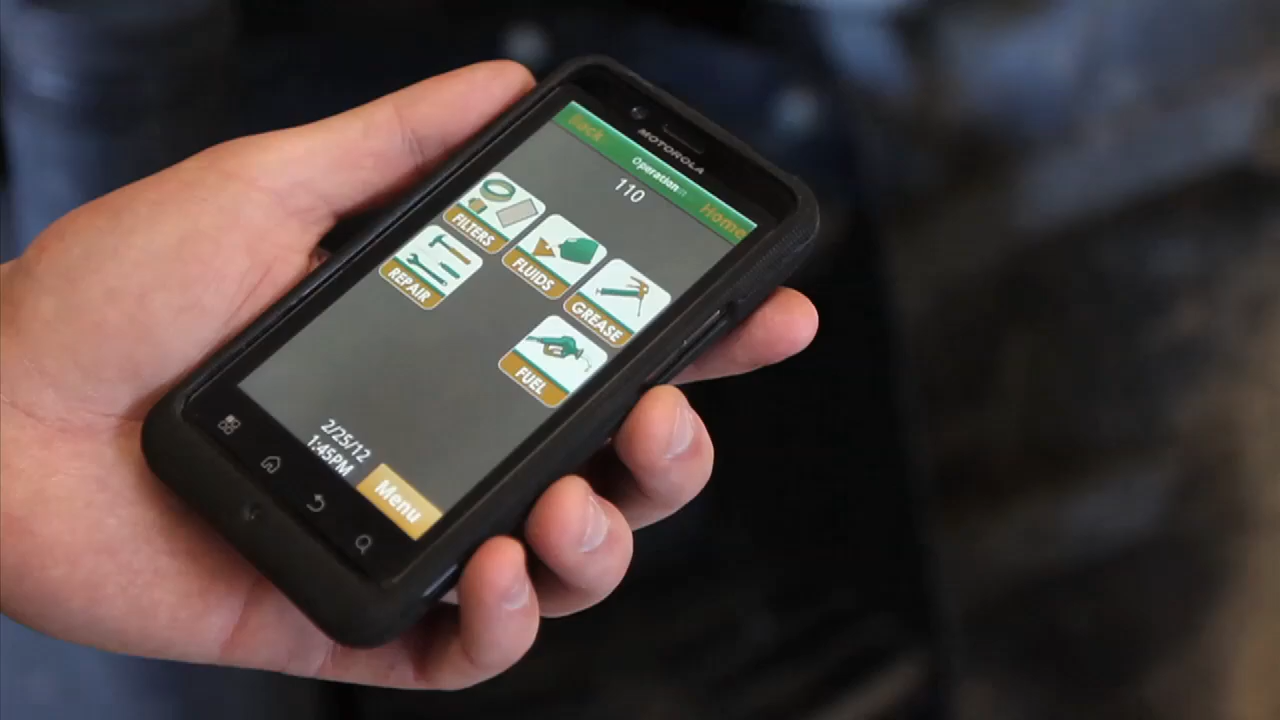 MOTOROLA
Back
Operation
Home
110
FILTERS
FLUIDS
GREASE
REPAIR
FUEL
2/25/12
1:45PM
Menu